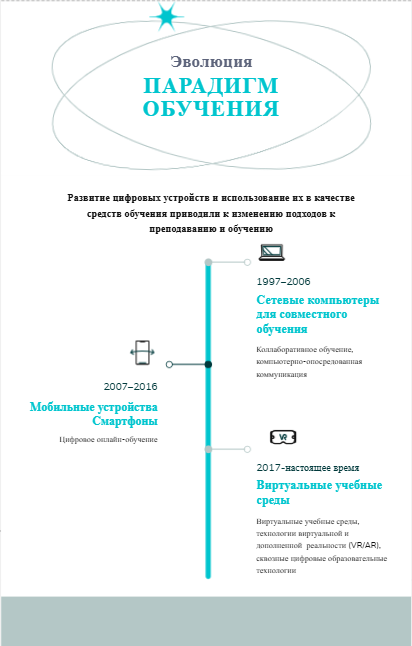 Эволюция
ПАРАДИГМ
ОБУЧЕНИЯ
Развитие цифровых устройств и использование их в качестве
средств обучения приводили к изменению подходов к
преподаванию и обучению
1997–2006
Сетевые компьютеры
для совместного
обучения
Коллаборативное обучение,
компьютерно-опосредованная
коммуникация
2007–2016
Мобильные устройства
Смартфоны
Цифровое онлайн-обучение
VR
2017-настоящее время
Виртуальные учебные
среды
Виртуальные учебные среды,
технологии виртуальной и
дополненной реальности (VR/AR),
сквозные цифровые образовательные
технологии